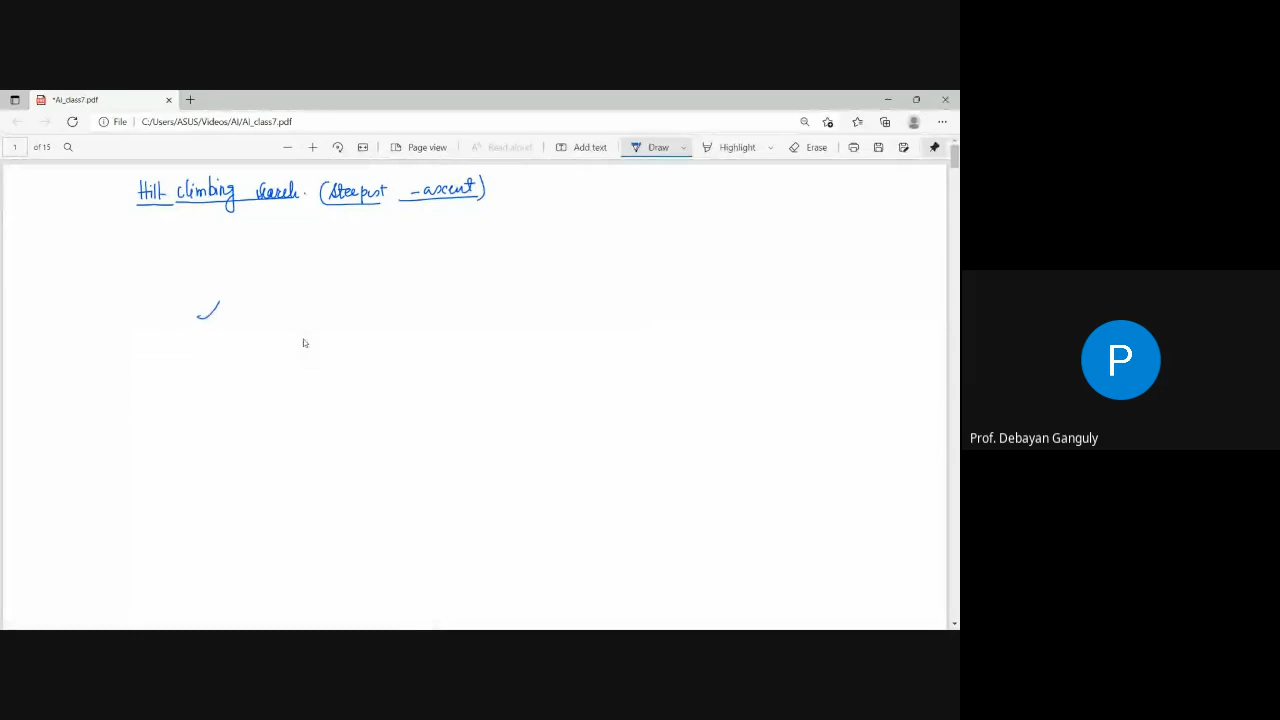 *AI_class7.pdf
File C:/Users/ASUS/Videos/AI/AI_class7.pdf
1 of 15 Page view Read aloud Add text Draw Highlight Erase
Hill climbing search. (Steepest - ascent)
P
Prof. Debayan Ganguly